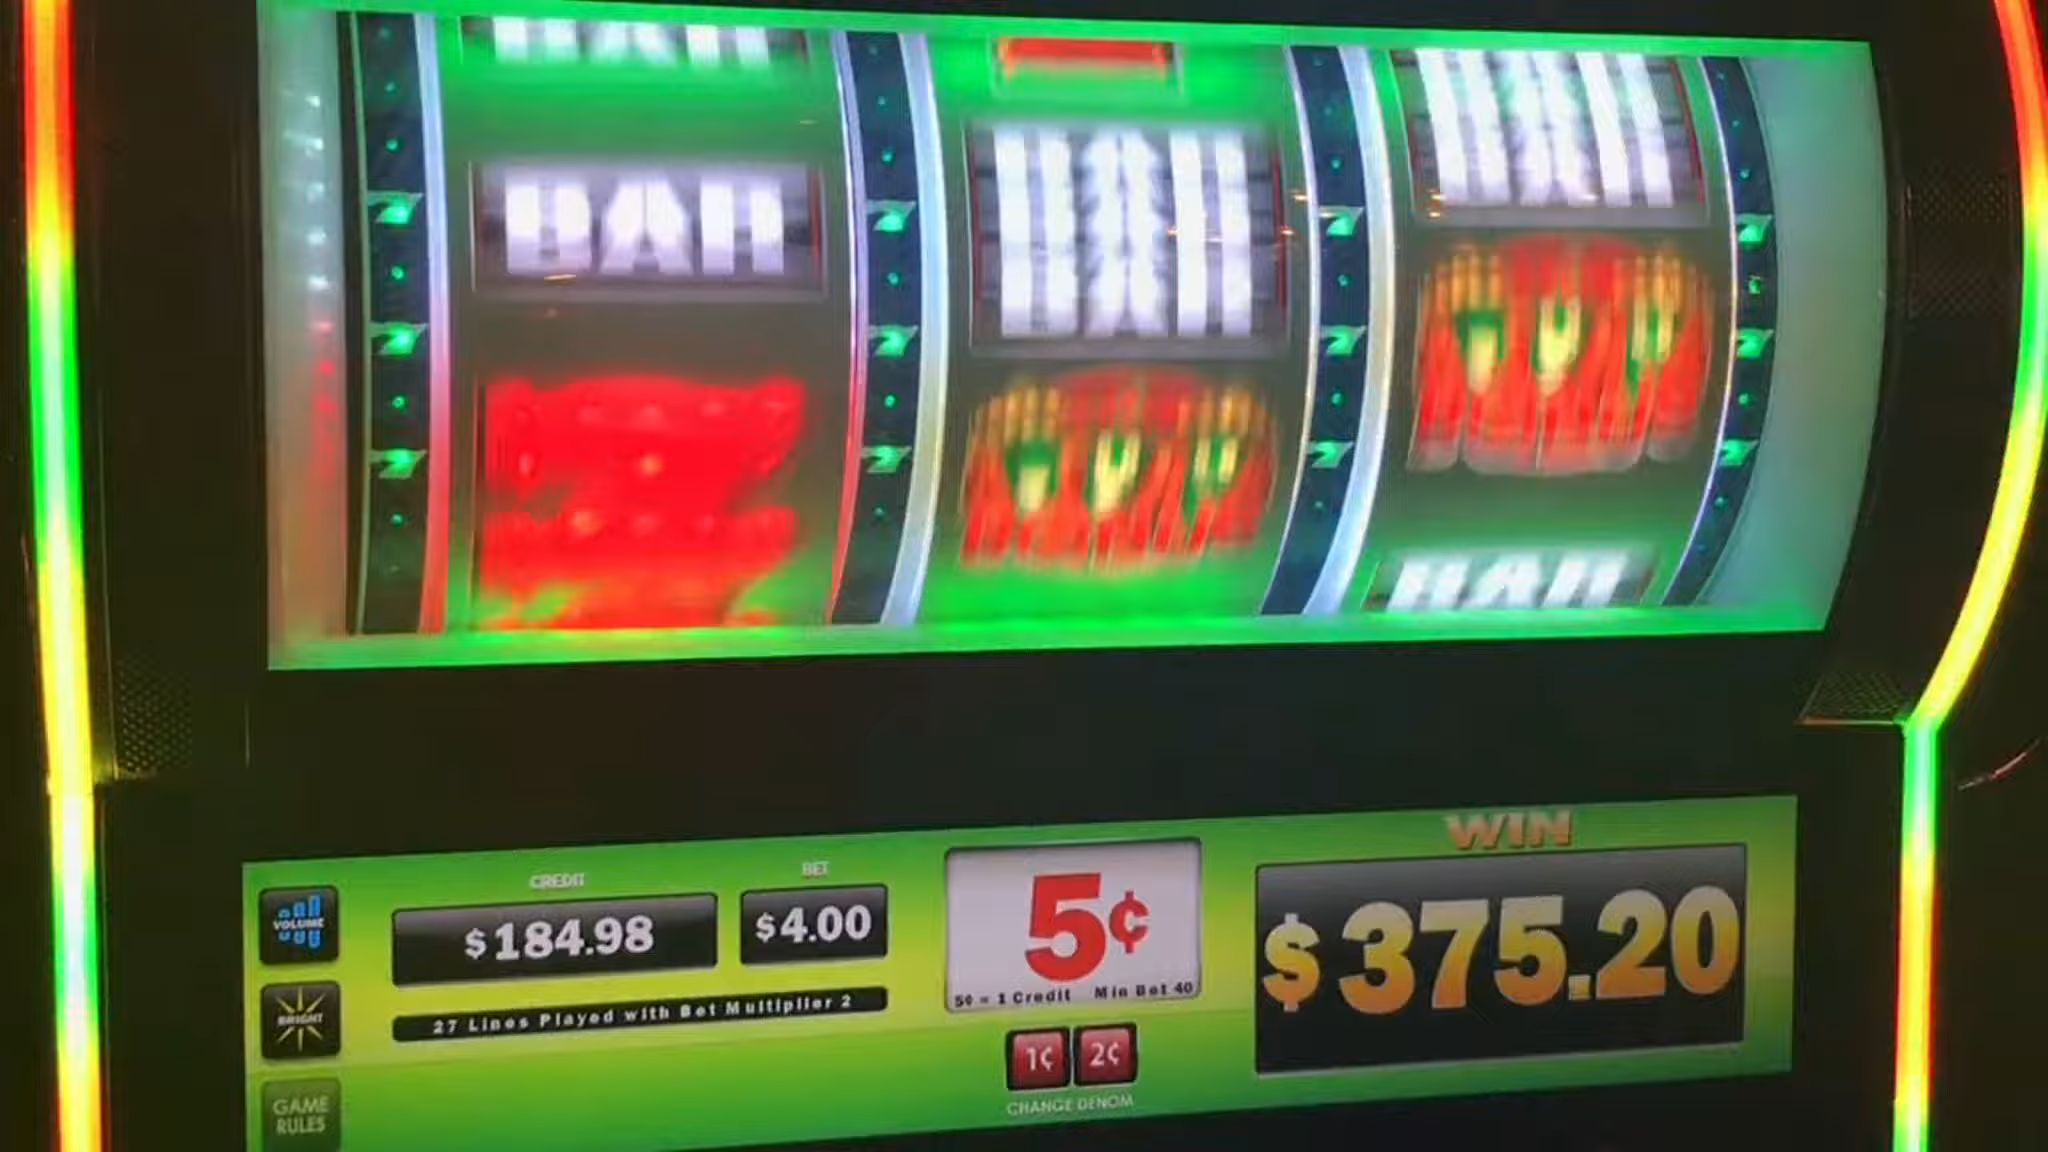 BAR
BAR
BAR
WIN
CREDIT
BET
$184.98
$4.00
5¢
5¢ = 1 Credit Min Bet 40
$375.20
VOLUME
27 Lines Played with Bet Multiplier 2
BRIGHT
1¢
2¢
CHANGE DENOM
GAME
RULES